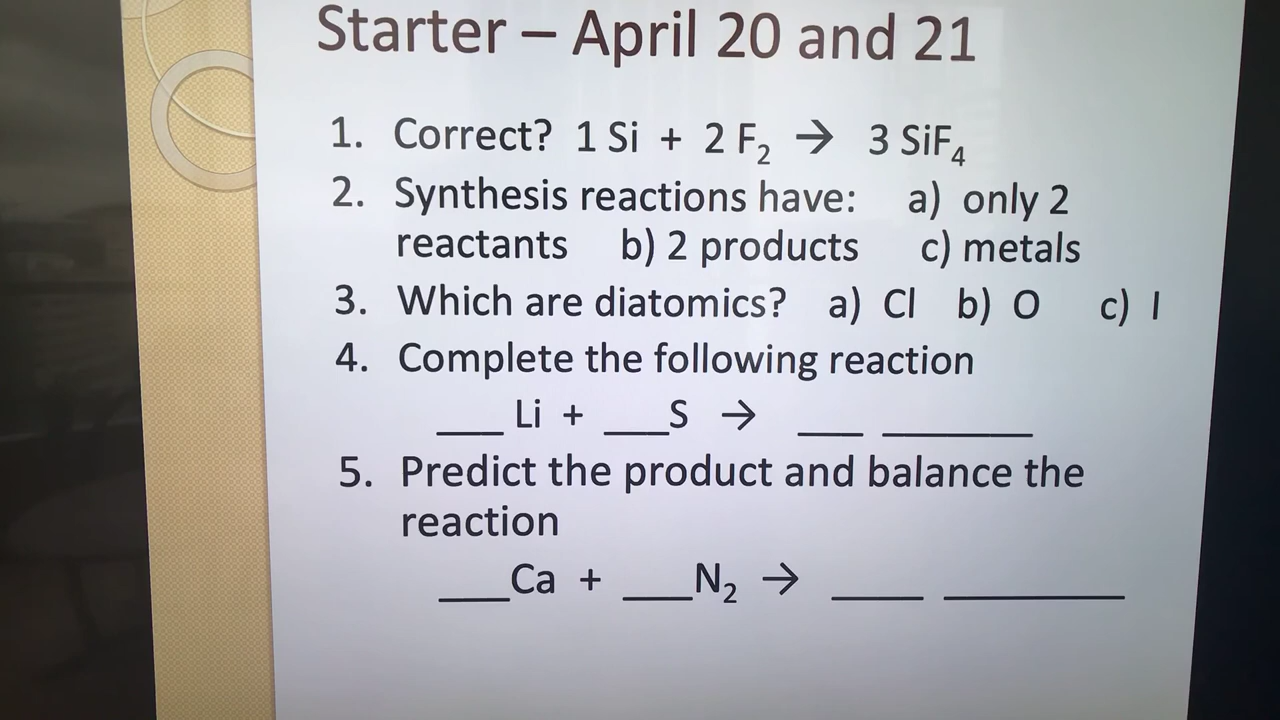 Starter – April 20 and 21
1. Correct? 1 Si + 2 F₂ → 3 SiF₄
2. Synthesis reactions have: a) only 2
reactants b) 2 products c) metals
3. Which are diatomics? a) Cl b) O c) I
4. Complete the following reaction
___ Li + ___S → ___ _______
5. Predict the product and balance the
reaction
___Ca + ___N₂ → ____ ________